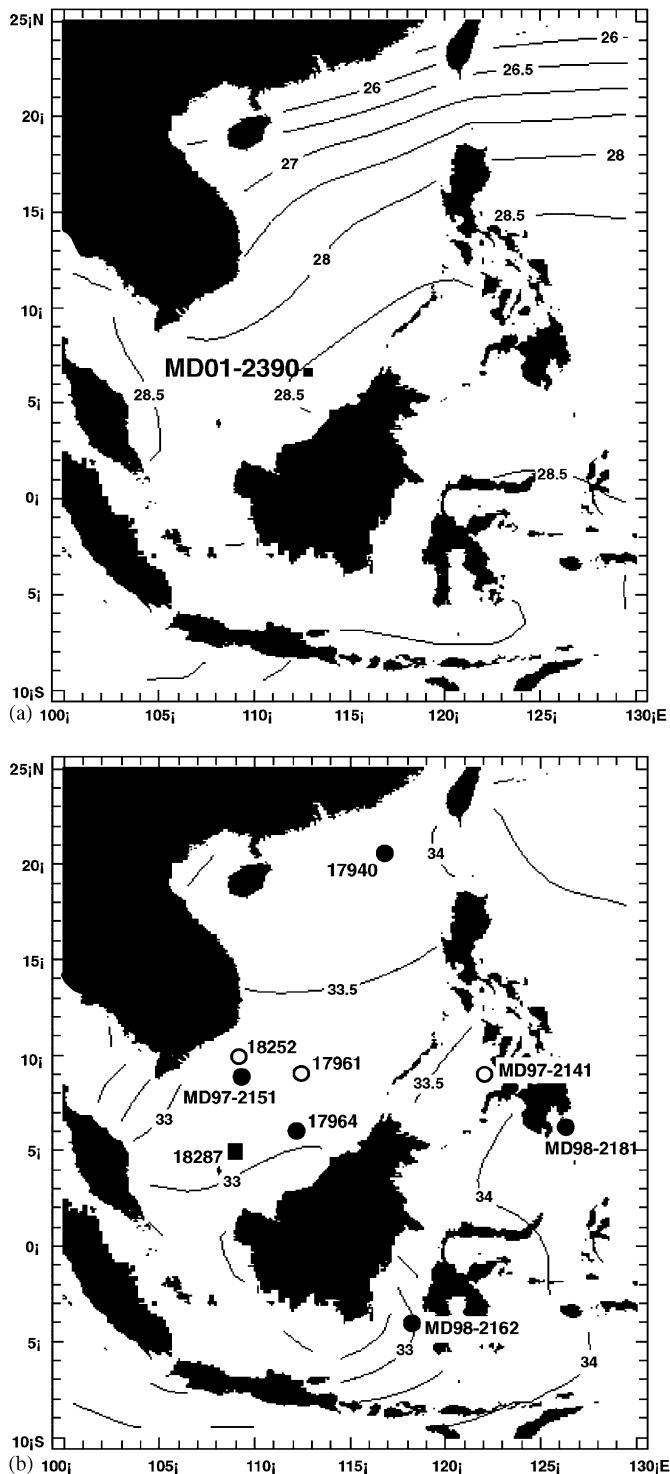 25¡N
26
26.5
26
20¡
27
28
15¡
28.5
28
10¡
MD01-2390
28.5
28.5
5¡
28.5
0¡
5¡
10¡S
(a)
100¡ 105¡ 110¡ 115¡ 120¡ 125¡ 130¡E
25¡N
34
20¡
17940
15¡
33.5
18252
10¡
17961
33.5
MD97-2141
MD97-2151
33
17964
5¡
18287
MD98-2181
33
34
0¡
MD98-2162
33
34
5¡
10¡S
(b)
100¡ 105¡ 110¡ 115¡ 120¡ 125¡ 130¡E